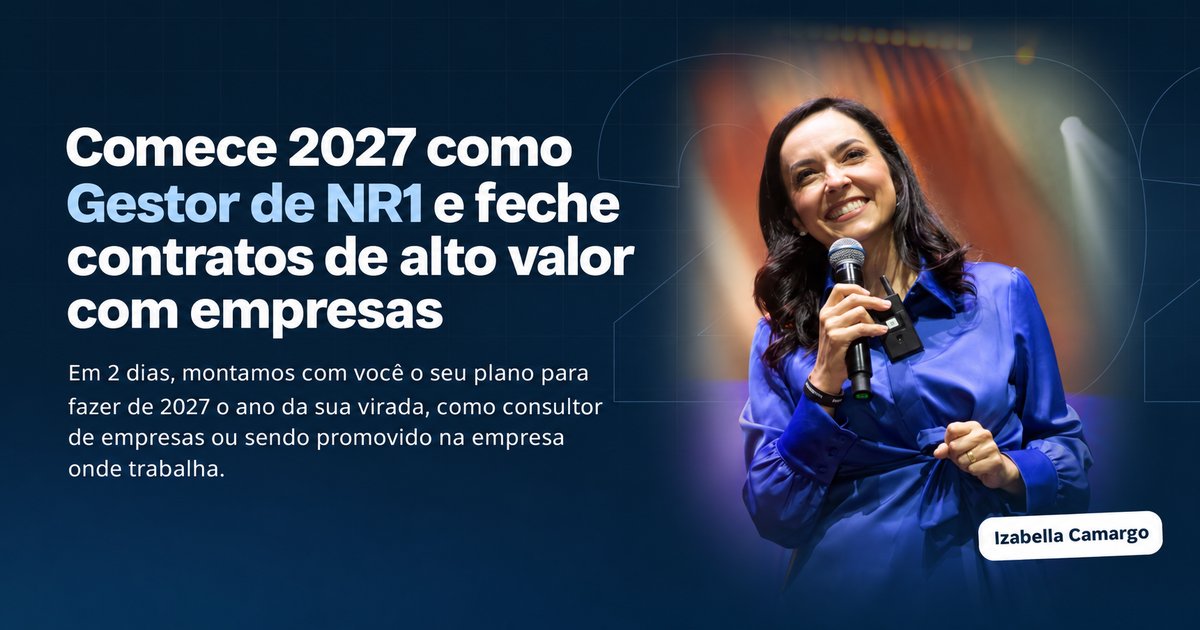 Comece 2027 como
Gestor de NR1 e feche
contratos de alto valor
com empresas
Em 2 dias, montamos com você o seu plano para
fazer de 2027 o ano da sua virada, como consultor
de empresas ou sendo promovido na empresa
onde trabalha.
Izabella Camargo